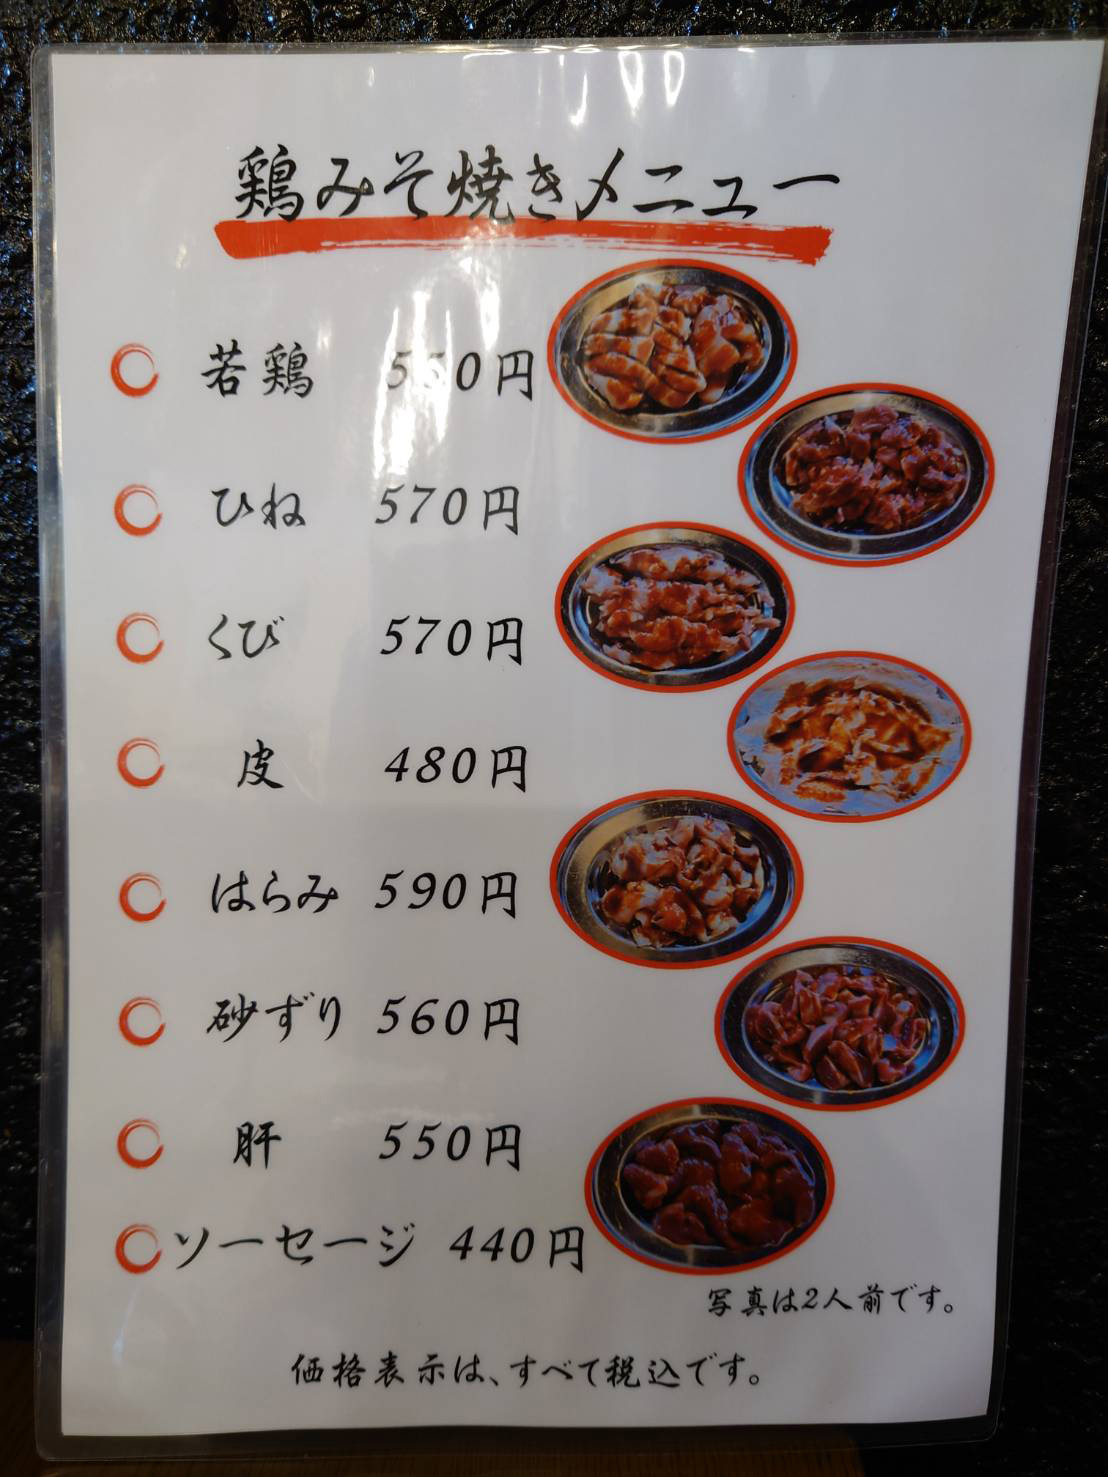 鶏みそ焼きメニュー
若鶏 550円
ひね 570円
くび 570円
皮 480円
はらみ 590円
砂ずり 560円
肝 550円
ソーセージ 440円
写真は2人前です。
価格表示は、すべて税込です。